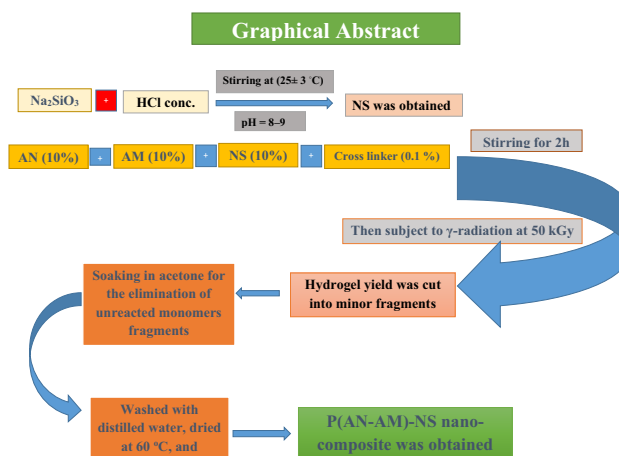 Graphical Abstract
Stirring at (25± 3 °C)
Na₂SiO₃ + HCl conc. NS was obtained
pH = 8–9
AN (10%) + AM (10%) + NS (10%) + Cross linker (0.1 %)
Stirring for 2h
Then subject to γ-radiation at 50 kGy
Hydrogel yield was cut
into minor fragments
Soaking in acetone for
the elimination of
unreacted monomers
fragments
Washed with
distilled water, dried
at 60 °C, and
P(AN-AM)-NS nano-
composite was obtained